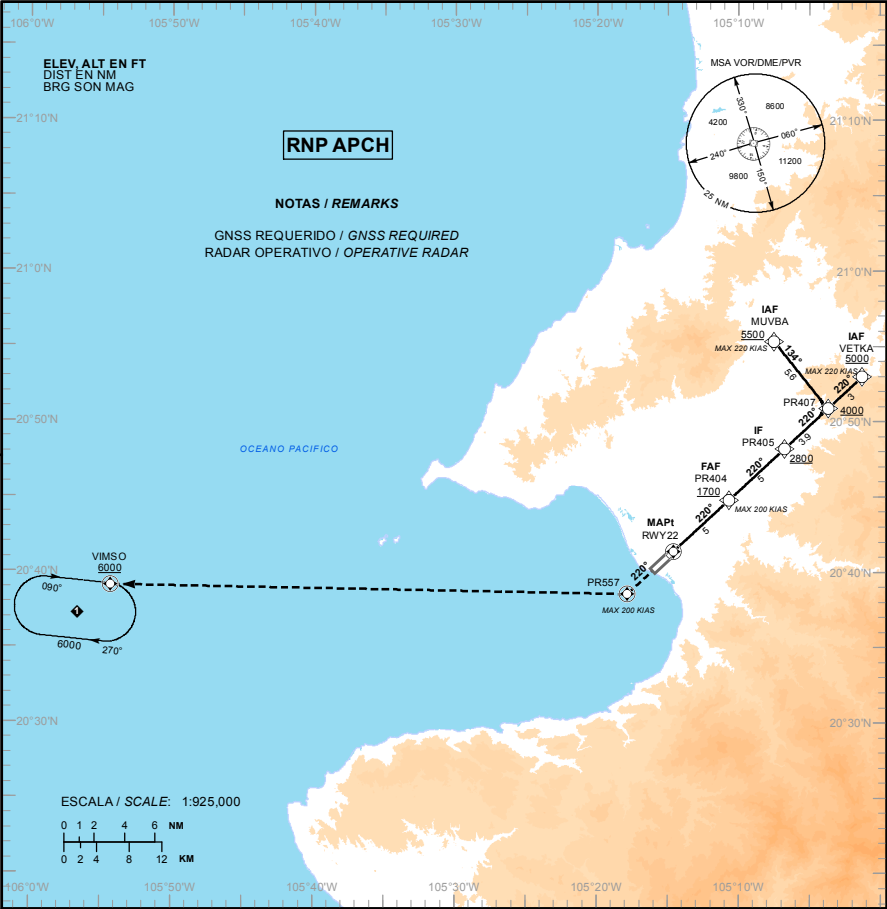 106°0'W 105°50'W 105°40'W 105°30'W 105°20'W 105°10'W
ELEV, ALT EN FT
DIST EN NM
BRG SON MAG
MSA VOR/DME/PVR
330°
8600
4200
060°
240°
11200
9800
150°
25 NM
21°10'N 21°10'N
RNP APCH
NOTAS / REMARKS
GNSS REQUERIDO / GNSS REQUIRED
RADAR OPERATIVO / OPERATIVE RADAR
21°0'N 21°0'N
IAF
MUVBA
5500
MAX 220 KIAS
134°
5.6
IAF
VETKA
5000
MAX 220 KIAS
220°
3
PR407
4000
220°
3.9
20°50'N
20°50'N
IF
PR405
2800
220°
5
OCEANO PACIFICO
FAF
PR404
1700
MAX 200 KIAS
220°
5
MAPt
RWY22
220°
20°40'N 20°40'N
VIMSO
6000
090°
1
6000
270°
PR557
MAX 200 KIAS
20°30'N 20°30'N
ESCALA / SCALE: 1:925,000
0 1 2 4 6 NM
0 2 4 8 12 KM
106°0'W 105°50'W 105°40'W 105°30'W 105°20'W 105°10'W